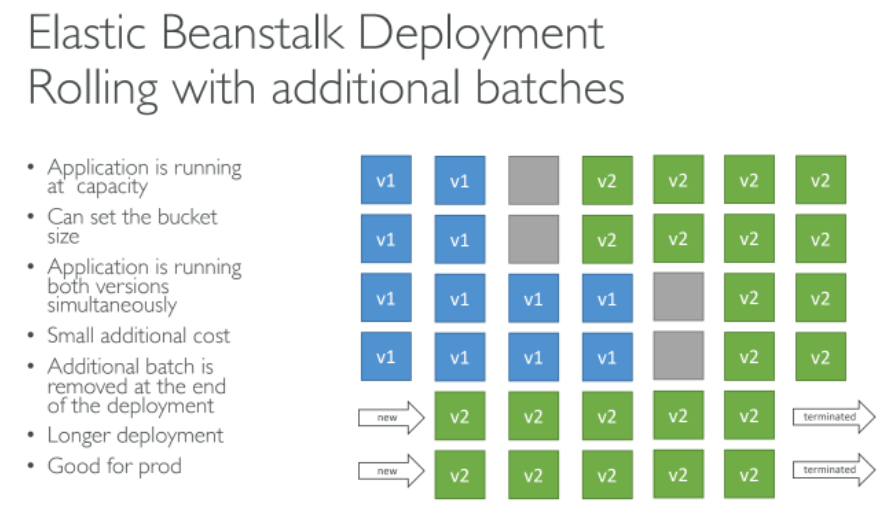 Elastic Beanstalk Deployment
Rolling with additional batches
• Application is running
at capacity
• Can set the bucket
size
• Application is running
both versions
simultaneously
• Small additional cost
• Additional batch is
removed at the end
of the deployment
• Longer deployment
• Good for prod
v1 v1 v2 v2 v2 v2
v1 v1 v2 v2 v2 v2
v1 v1 v1 v1 v2 v2
v1 v1 v1 v1 v2 v2
new v2 v2 v2 v2 v2 terminated
new v2 v2 v2 v2 v2 terminated